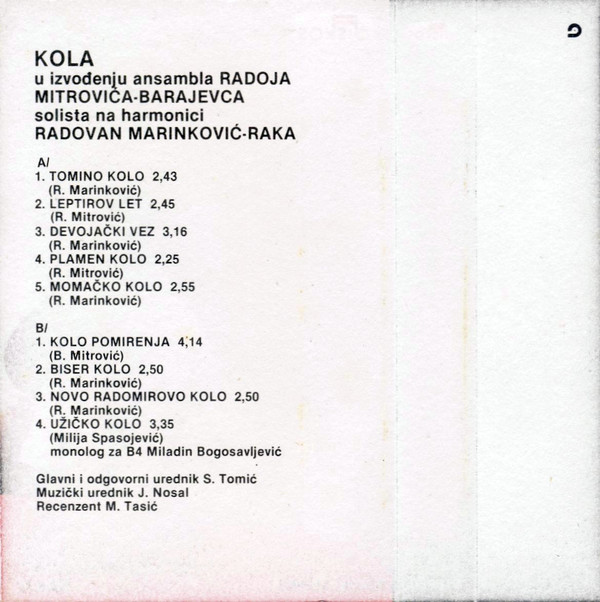 KOLA
u izvođenju ansambla RADOJA
MITROVIĆA-BARAJEVCA
solista na harmonici
RADOVAN MARINKOVIĆ-RAKA
A/
1. TOMINO KOLO 2,43
(R. Marinković)
2. LEPTIROV LET 2,45
(R. Mitrović)
3. DEVOJAČKI VEZ 3,16
(R. Marinković)
4. PLAMEN KOLO 2,25
(R. Mitrović)
5. MOMAČKO KOLO 2,55
(R. Marinković)
B/
1. KOLO POMIRENJA 4,14
(B. Mitrović)
2. BISER KOLO 2,50
(R. Marinković)
3. NOVO RADOMIROVO KOLO 2,50
(R. Marinković)
4. UŽIČKO KOLO 3,35
(Milija Spasojević)
monolog za B4 Miladin Bogosavljević
Glavni i odgovorni urednik S. Tomić
Muzički urednik J. Nosal
Recenzent M. Tasić